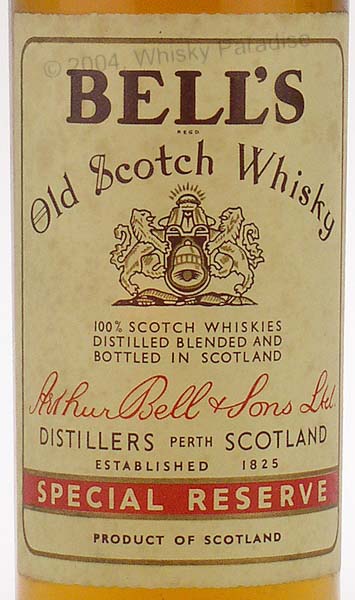 © 2004, Whisky Paradise
BELL'S
REGD
Old Scotch Whisky
100% SCOTCH WHISKIES
DISTILLED BLENDED AND
BOTTLED IN SCOTLAND
Arthur Bell & Sons Ltd.
DISTILLERS PERTH SCOTLAND
ESTABLISHED 1825
SPECIAL RESERVE
PRODUCT OF SCOTLAND